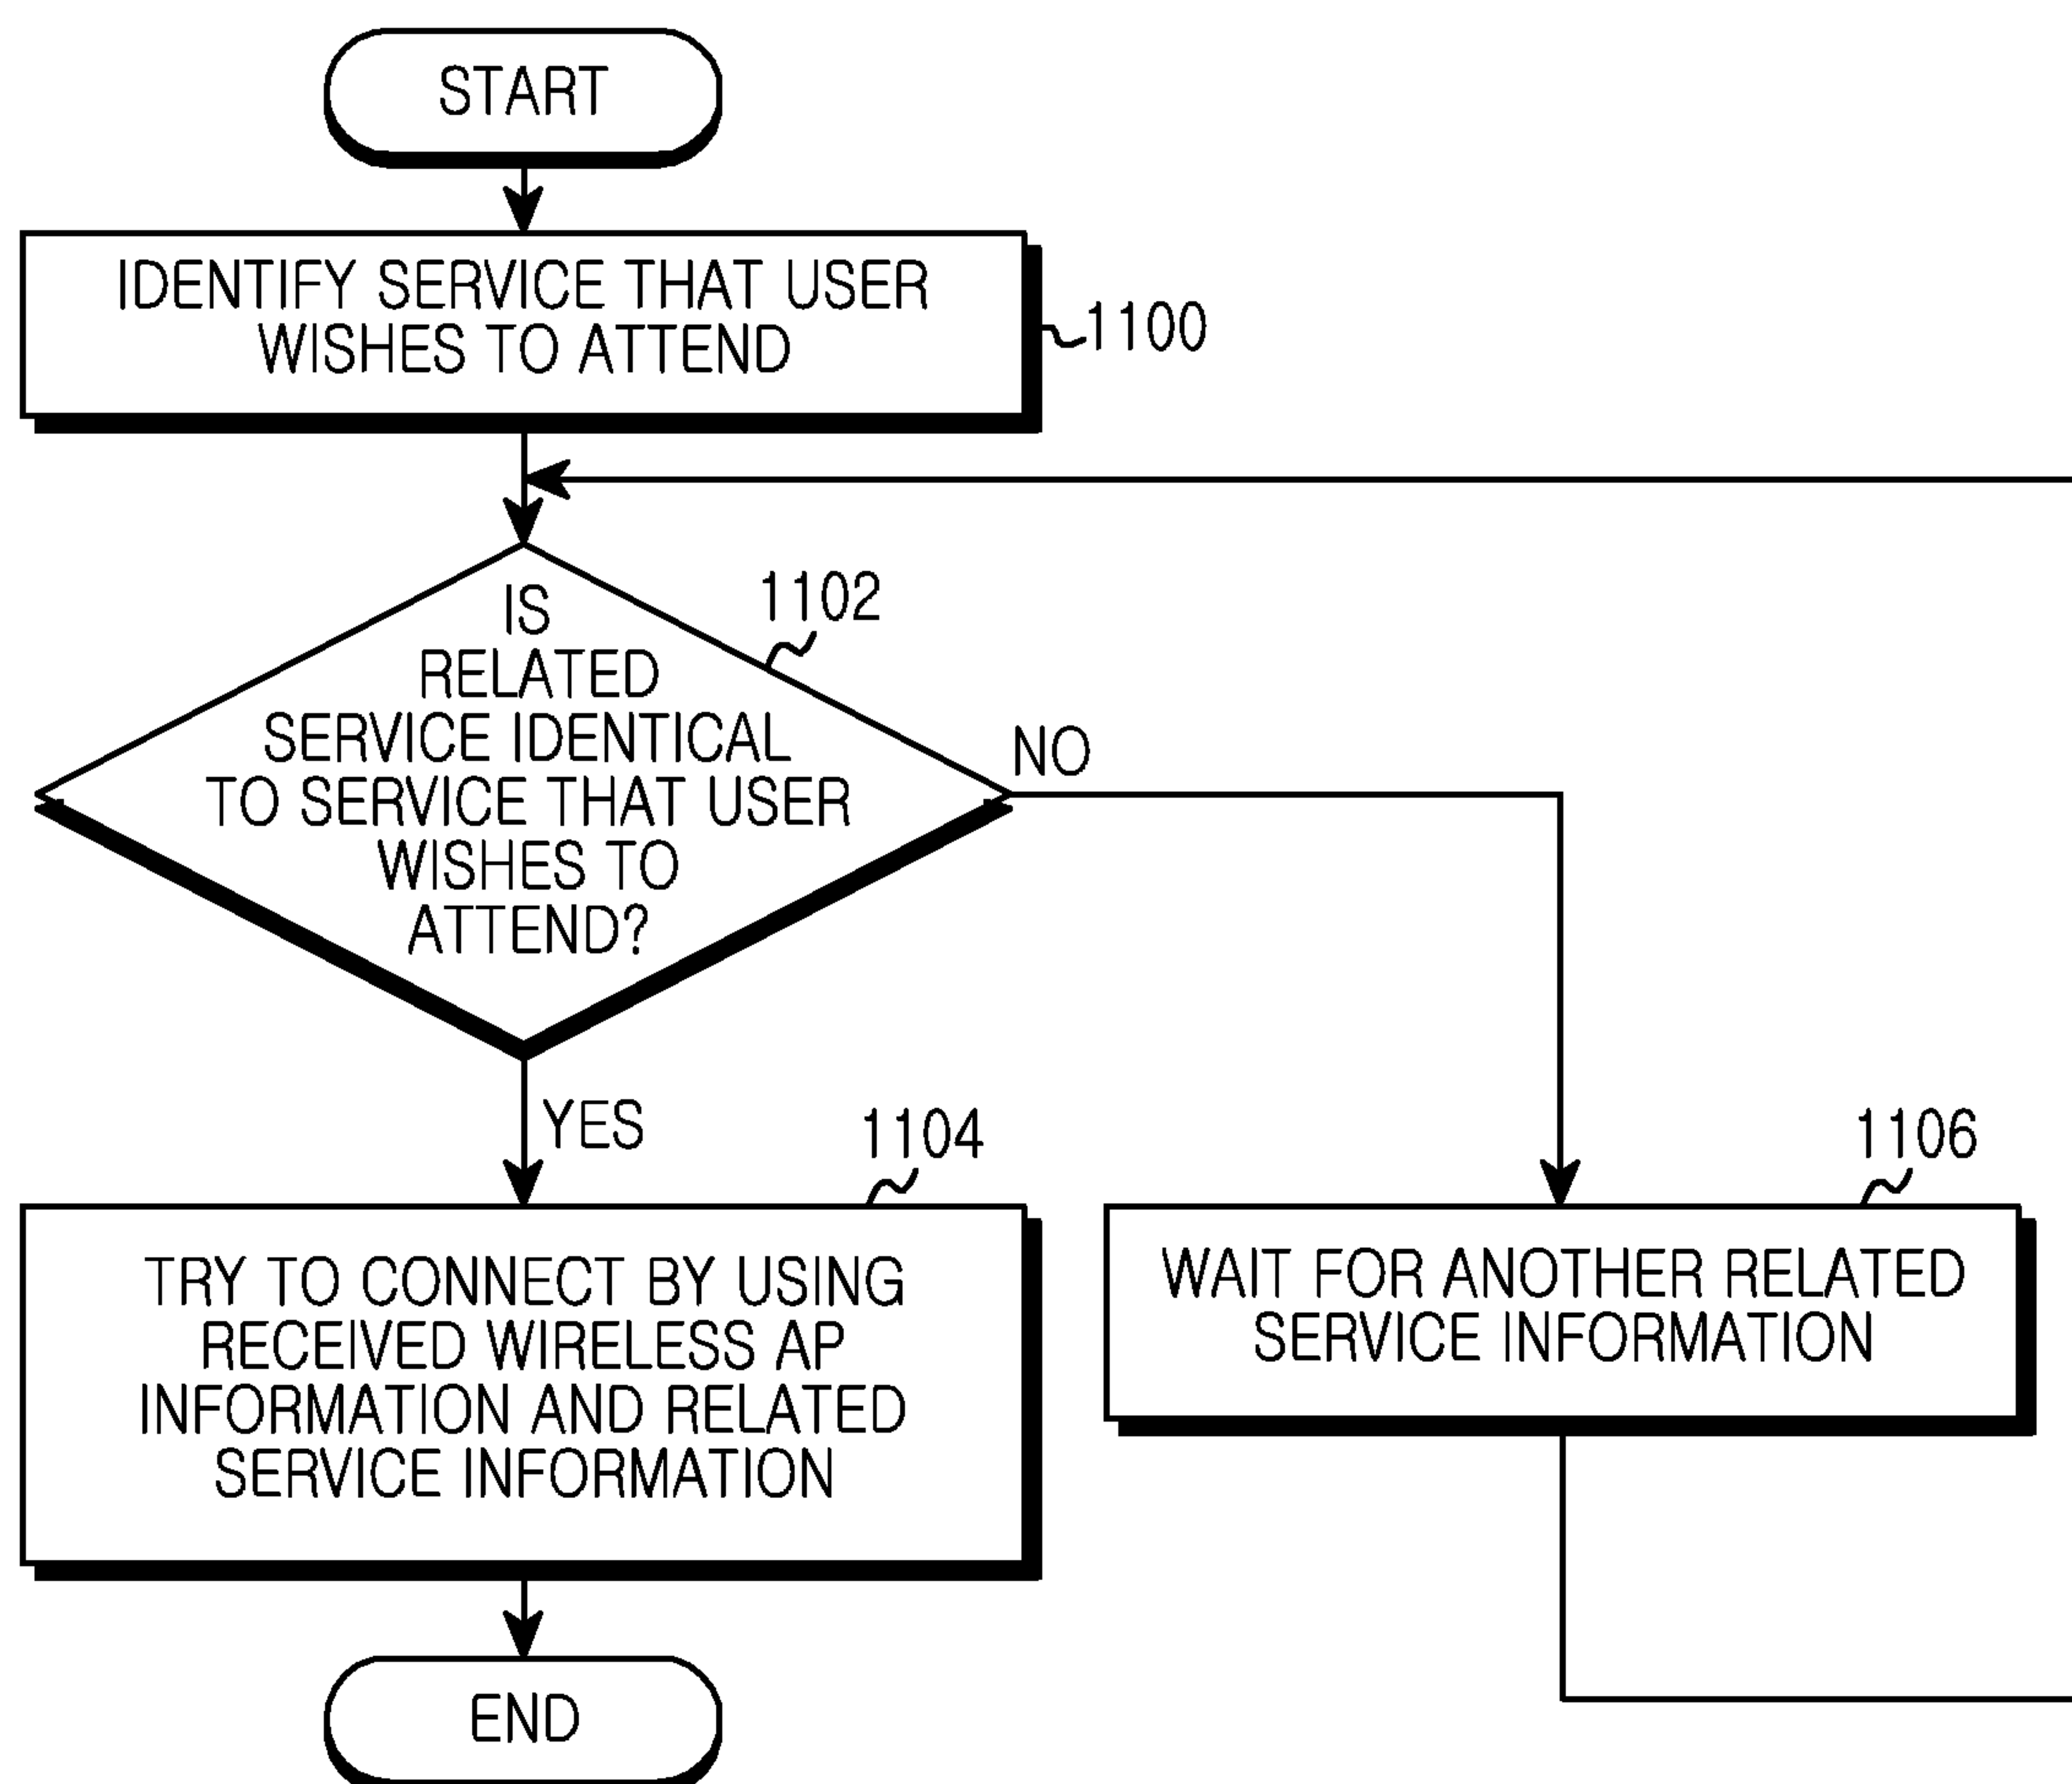 START
IDENTIFY SERVICE THAT USER
WISHES TO ATTEND
1100
1102
IS
RELATED
SERVICE IDENTICAL
TO SERVICE THAT USER
WISHES TO
ATTEND?
NO
YES
1104
TRY TO CONNECT BY USING
RECEIVED WIRELESS AP
INFORMATION AND RELATED
SERVICE INFORMATION
1106
WAIT FOR ANOTHER RELATED
SERVICE INFORMATION
END